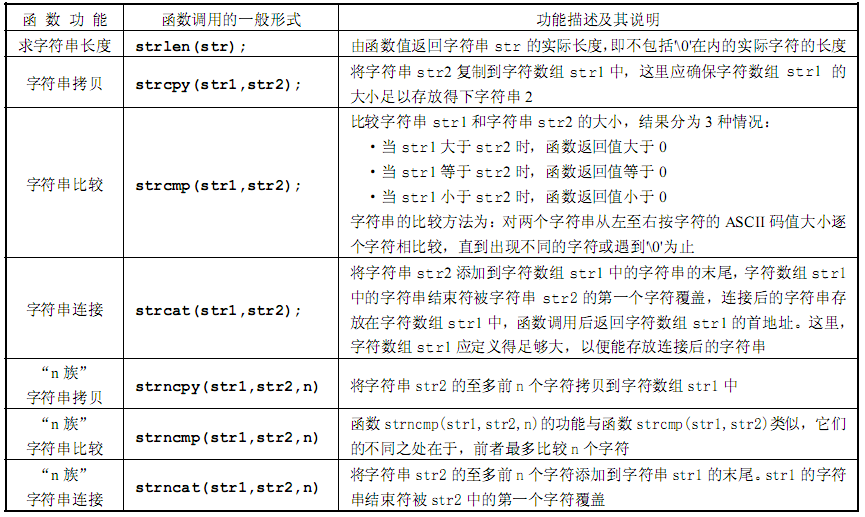 函 数 功 能 函数调用的一般形式 功能描述及其说明
求字符串长度 strlen(str); 由函数值返回字符串 str 的实际长度，即不包括'\0'在内的实际字符的长度
字符串拷贝 strcpy(str1,str2); 将字符串 str2 复制到字符数组 str1 中，这里应确保字符数组 str1 的
大小足以存放得下字符串 2
字符串比较 strcmp(str1,str2); 比较字符串 str1 和字符串 str2 的大小，结果分为 3 种情况：
·当 str1 大于 str2 时，函数返回值大于 0
·当 str1 等于 str2 时，函数返回值等于 0
·当 str1 小于 str2 时，函数返回值小于 0
字符串的比较方法为：对两个字符串从左至右按字符的 ASCII 码值大小逐
个字符相比较，直到出现不同的字符或遇到'\0'为止
字符串连接 strcat(str1,str2); 将字符串 str2 添加到字符数组 str1 中的字符串的末尾，字符数组 str1
中的字符串结束符被字符串 str2 的第一个字符覆盖，连接后的字符串存
放在字符数组 str1 中，函数调用后返回字符数组 str1 的首地址。这里，
字符数组 str1 应定义得足够大，以便能存放连接后的字符串
“n 族”
字符串拷贝 strncpy(str1,str2,n) 将字符串 str2 的至多前 n 个字符拷贝到字符数组 str1 中
“n 族”
字符串比较 strncmp(str1,str2,n) 函数 strncmp(str1,str2,n)的功能与函数 strcmp(str1,str2)类似，它们
的不同之处在于，前者最多比较 n 个字符
“n 族”
字符串连接 strncat(str1,str2,n) 将字符串 str2 的至多前 n 个字符添加到字符串 str1 的末尾。str1 的字符
串结束符被 str2 中的第一个字符覆盖